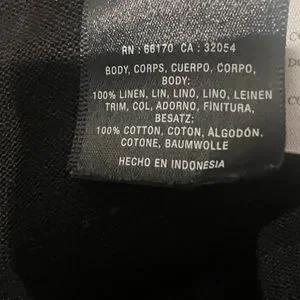 RN : 66170 CA : 32054
BODY, CORPS, CUERPO, CORPO,
BODY:
100% LINEN, LIN, LINO, LINO, LEINEN
TRIM, COL, ADORNO, FINITURA,
BESATZ:
100% COTTON, COTON, ALGODÓN.
COTONE, BAUMWOLLE
HECHO EN INDONESIA